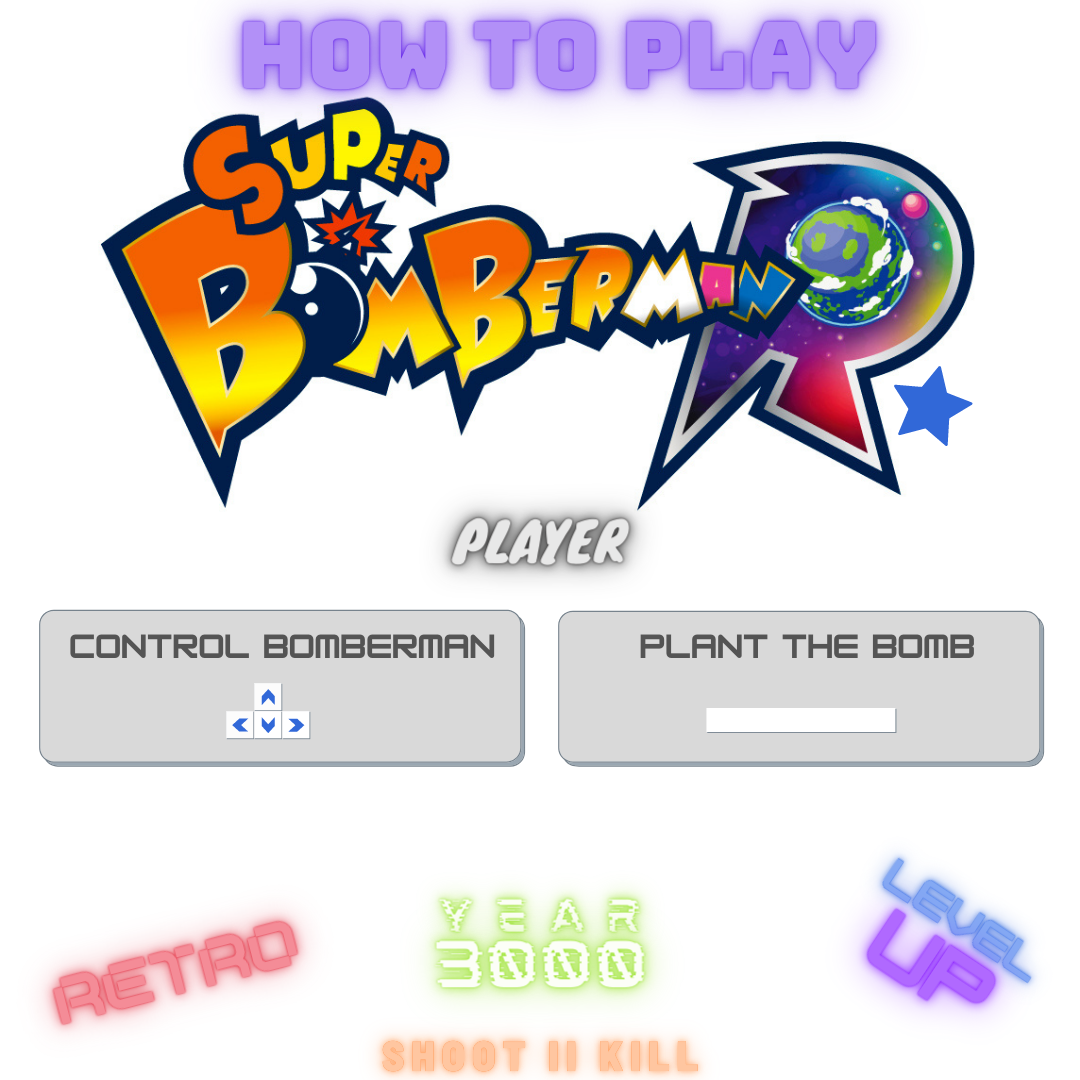 HOW TO PLAY
SUPER
BOMBERMAN R
PLAYER
CONTROL BOMBERMAN
PLANT THE BOMB
RETRO
YEAR
3000
LEVEL
UP
SHOOT II KILL